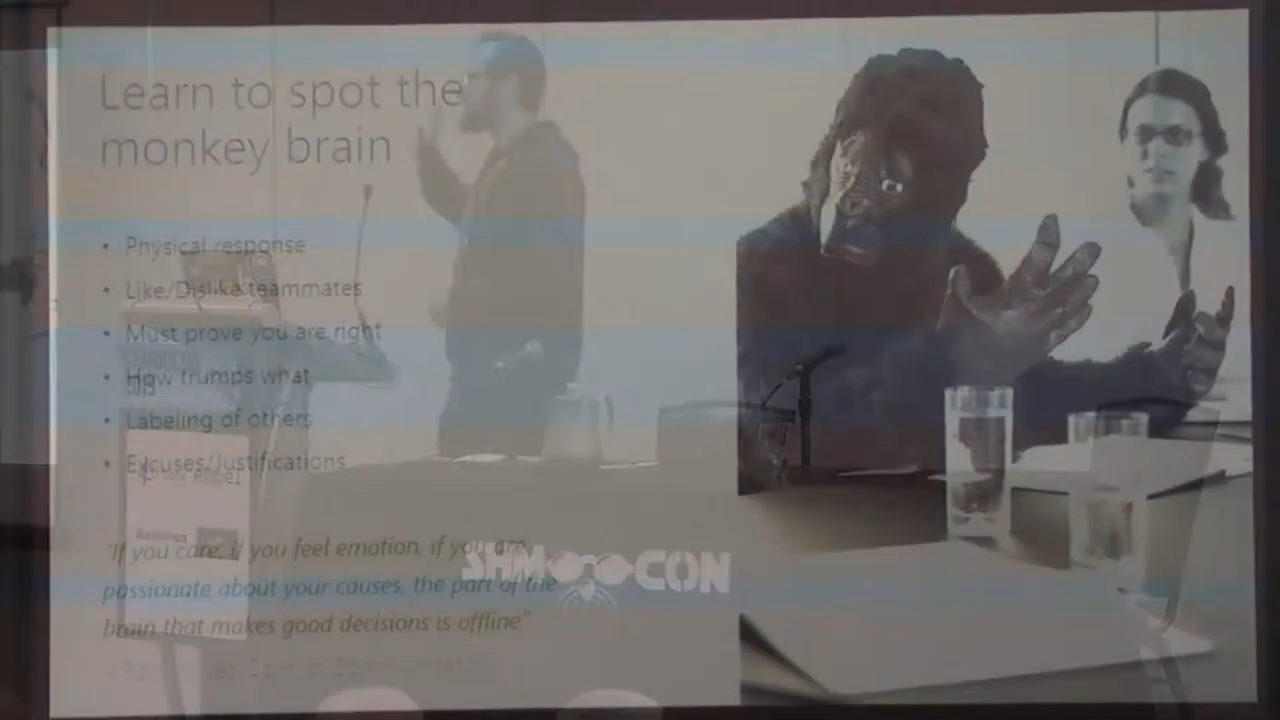 Learn to spot the
monkey brain
• Physical response
• Like/Dislike teammates
• Must prove you are right
• How trumps what
• Labeling of others
• Excuses/Justifications
"If you care, if you feel emotion, if you are
passionate about your causes, the part of the
brain that makes good decisions is offline"
SHMOOCON